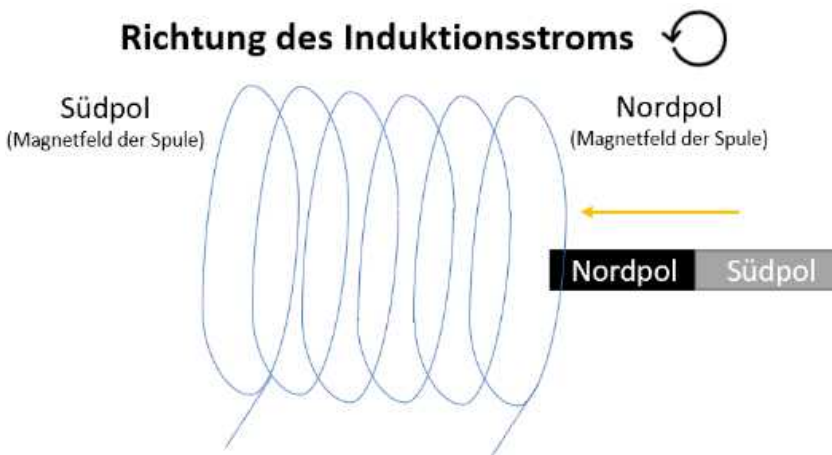 Richtung des Induktionsstroms
Südpol
(Magnetfeld der Spule)
Nordpol
(Magnetfeld der Spule)
Nordpol
Südpol